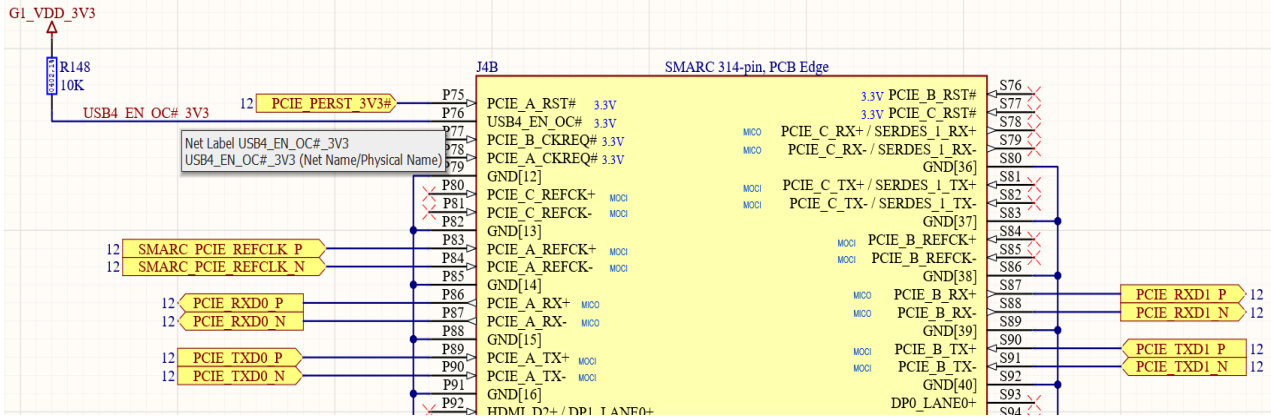 G1_VDD_3V3
R148
0402,1%
10K
J4B
SMARC 314-pin, PCB Edge
12 PCIE_PERST_3V3#
USB4_EN_OC#_3V3
Net Label USB4_EN_OC#_3V3
USB4_EN_OC#_3V3 (Net Name/Physical Name)
P75 PCIE_A_RST# 3.3V
P76 USB4_EN_OC# 3.3V
P77 PCIE_B_CKREQ# 3.3V
P78 PCIE_A_CKREQ# 3.3V
P79 GND[12]
P80 PCIE_C_REFCK+ MOCI
P81 PCIE_C_REFCK- MOCI
P82 GND[13]
12 SMARC_PCIE_REFCLK_P P83 PCIE_A_REFCK+ MOCI
12 SMARC_PCIE_REFCLK_N P84 PCIE_A_REFCK- MOCI
P85 GND[14]
12 PCIE_RXD0_P P86 PCIE_A_RX+ MICO
12 PCIE_RXD0_N P87 PCIE_A_RX- MICO
P88 GND[15]
12 PCIE_TXD0_P P89 PCIE_A_TX+ MOCI
12 PCIE_TXD0_N P90 PCIE_A_TX- MOCI
P91 GND[16]
P92 HDMI_D2+ / DP1_LANE0+
3.3V PCIE_B_RST# S76
3.3V PCIE_C_RST# S77
MICO PCIE_C_RX+ / SERDES_1_RX+ S78
MICO PCIE_C_RX- / SERDES_1_RX- S79
GND[36] S80
MOCI PCIE_C_TX+ / SERDES_1_TX+ S81
MOCI PCIE_C_TX- / SERDES_1_TX- S82
GND[37] S83
MOCI PCIE_B_REFCK+ S84
MOCI PCIE_B_REFCK- S85
GND[38] S86
MICO PCIE_B_RX+ S87 PCIE_RXD1_P 12
MICO PCIE_B_RX- S88 PCIE_RXD1_N 12
GND[39] S89
MOCI PCIE_B_TX+ S90 PCIE_TXD1_P 12
MOCI PCIE_B_TX- S91 PCIE_TXD1_N 12
GND[40] S92
DP0_LANE0+ S93
S94